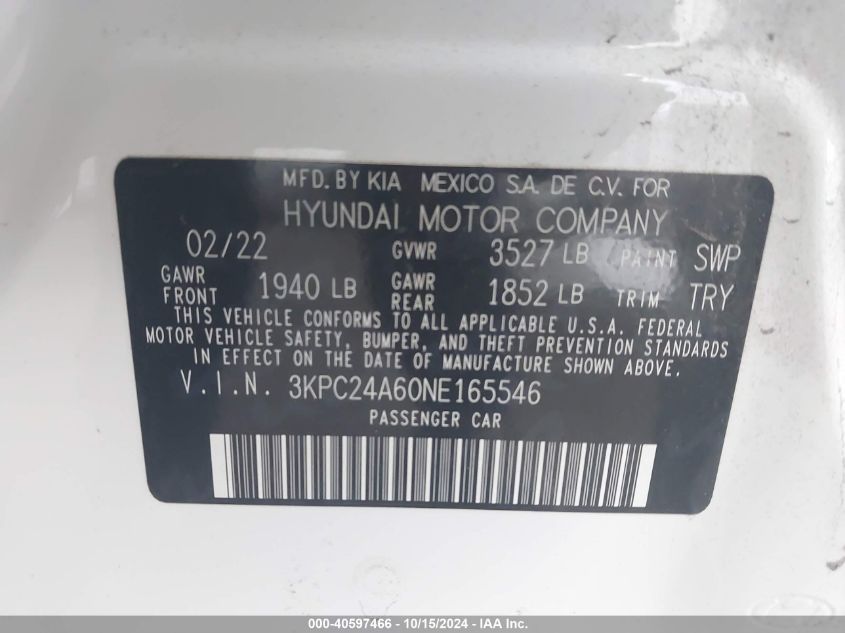 MFD. BY KIA MEXICO S.A. DE C.V. FOR
HYUNDAI MOTOR COMPANY
02/22 GVWR 3527 LB PAINT SWP
GAWR FRONT 1940 LB GAWR REAR 1852 LB TRIM TRY
THIS VEHICLE CONFORMS TO ALL APPLICABLE U.S.A. FEDERAL
MOTOR VEHICLE SAFETY, BUMPER, AND THEFT PREVENTION STANDARDS
IN EFFECT ON THE DATE OF MANUFACTURE SHOWN ABOVE.
V.I.N. 3KPC24A60NE165546
PASSENGER CAR
000-40597466 - 10/15/2024 - IAAI.com